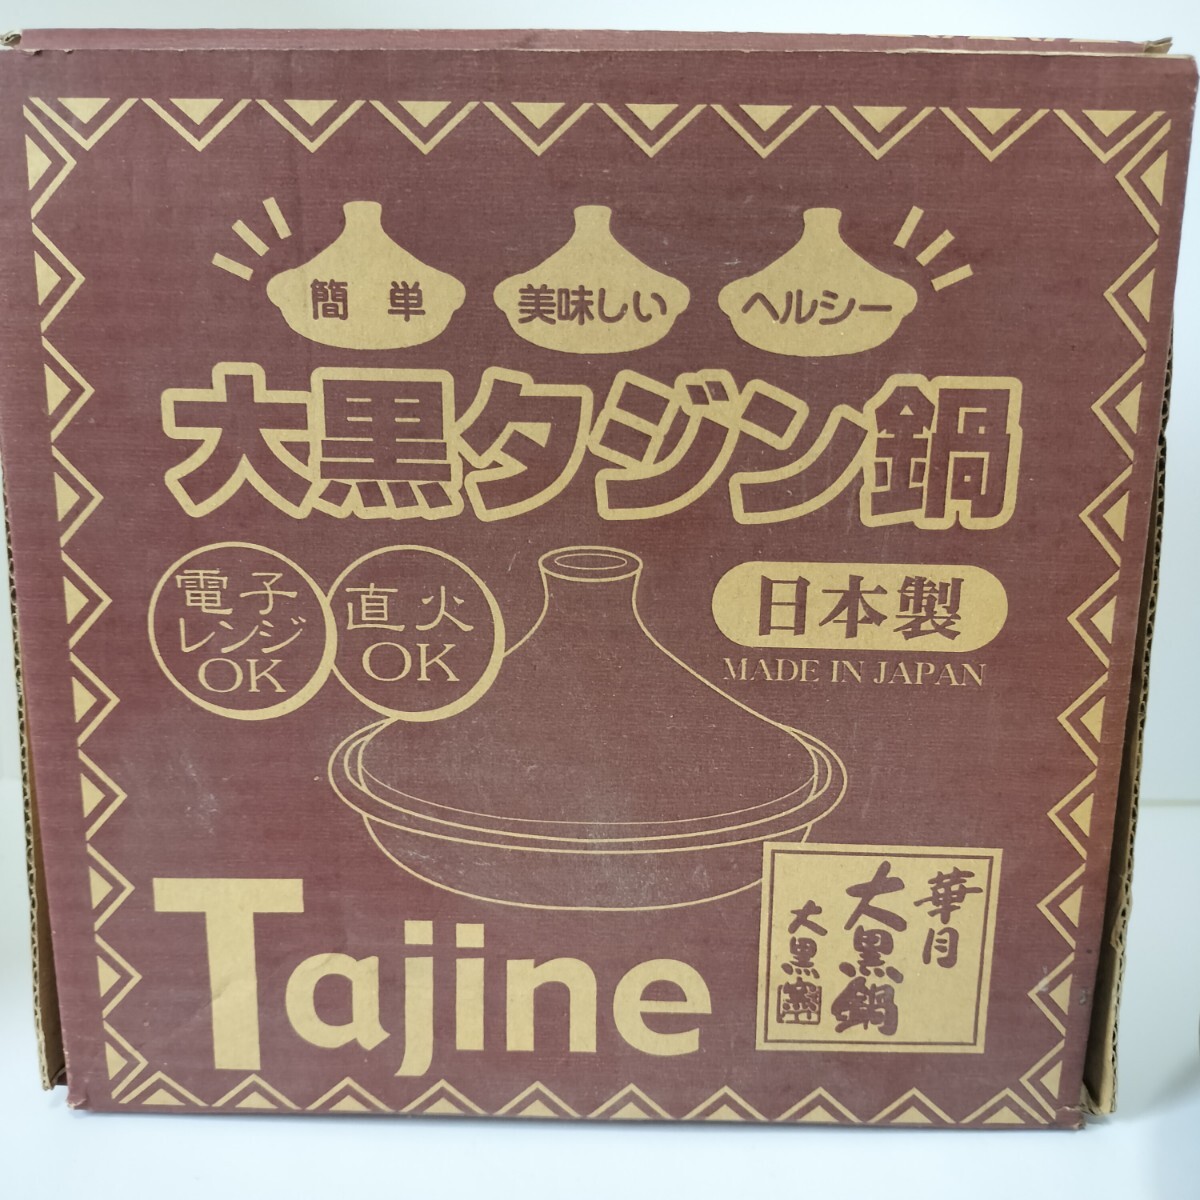 簡単
美味しい
ヘルシー
大黒タジン鍋
電子
レンジ
OK
直火
OK
日本製
MADE IN JAPAN
Tajine
華月
大黒鍋
大黒窯